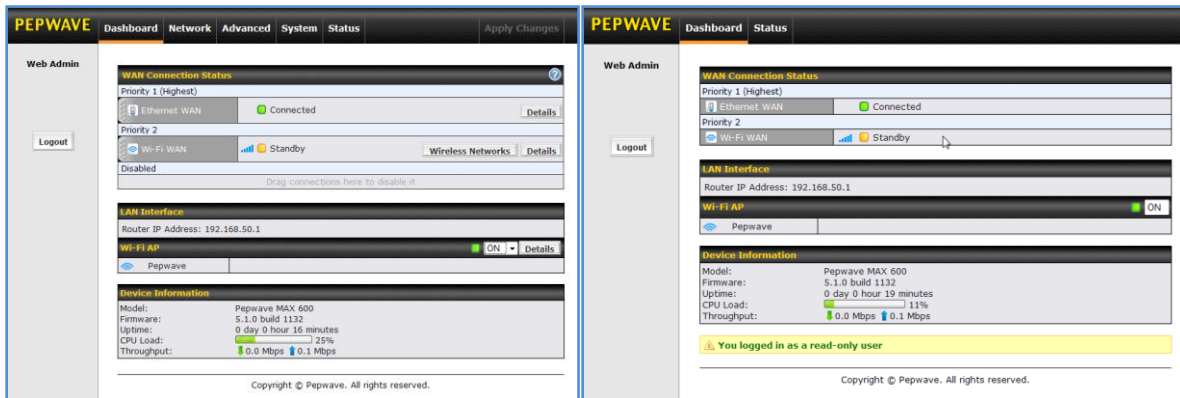 PEPWAVE Dashboard Network Advanced System Status Apply Changes
Web Admin
Logout
WAN Connection Status
Priority 1 (Highest)
Ethernet WAN Connected Details
Priority 2
Wi-Fi WAN Standby Wireless Networks Details
Disabled
Drag connections here to disable it
LAN Interface
Router IP Address: 192.168.50.1
Wi-Fi AP ON Details
Pepwave
Device Information
Model: Pepwave MAX 600
Firmware: 5.1.0 build 1132
Uptime: 0 day 0 hour 16 minutes
CPU Load: 25%
Throughput: 0.0 Mbps 0.1 Mbps
Copyright © Pepwave. All rights reserved.
PEPWAVE Dashboard Status
Web Admin
Logout
WAN Connection Status
Priority 1 (Highest)
Ethernet WAN Connected
Priority 2
Wi-Fi WAN Standby
LAN Interface
Router IP Address: 192.168.50.1
Wi-Fi AP ON
Pepwave
Device Information
Model: Pepwave MAX 600
Firmware: 5.1.0 build 1132
Uptime: 0 day 0 hour 19 minutes
CPU Load: 11%
Throughput: 0.0 Mbps 0.1 Mbps
You logged in as a read-only user
Copyright © Pepwave. All rights reserved.